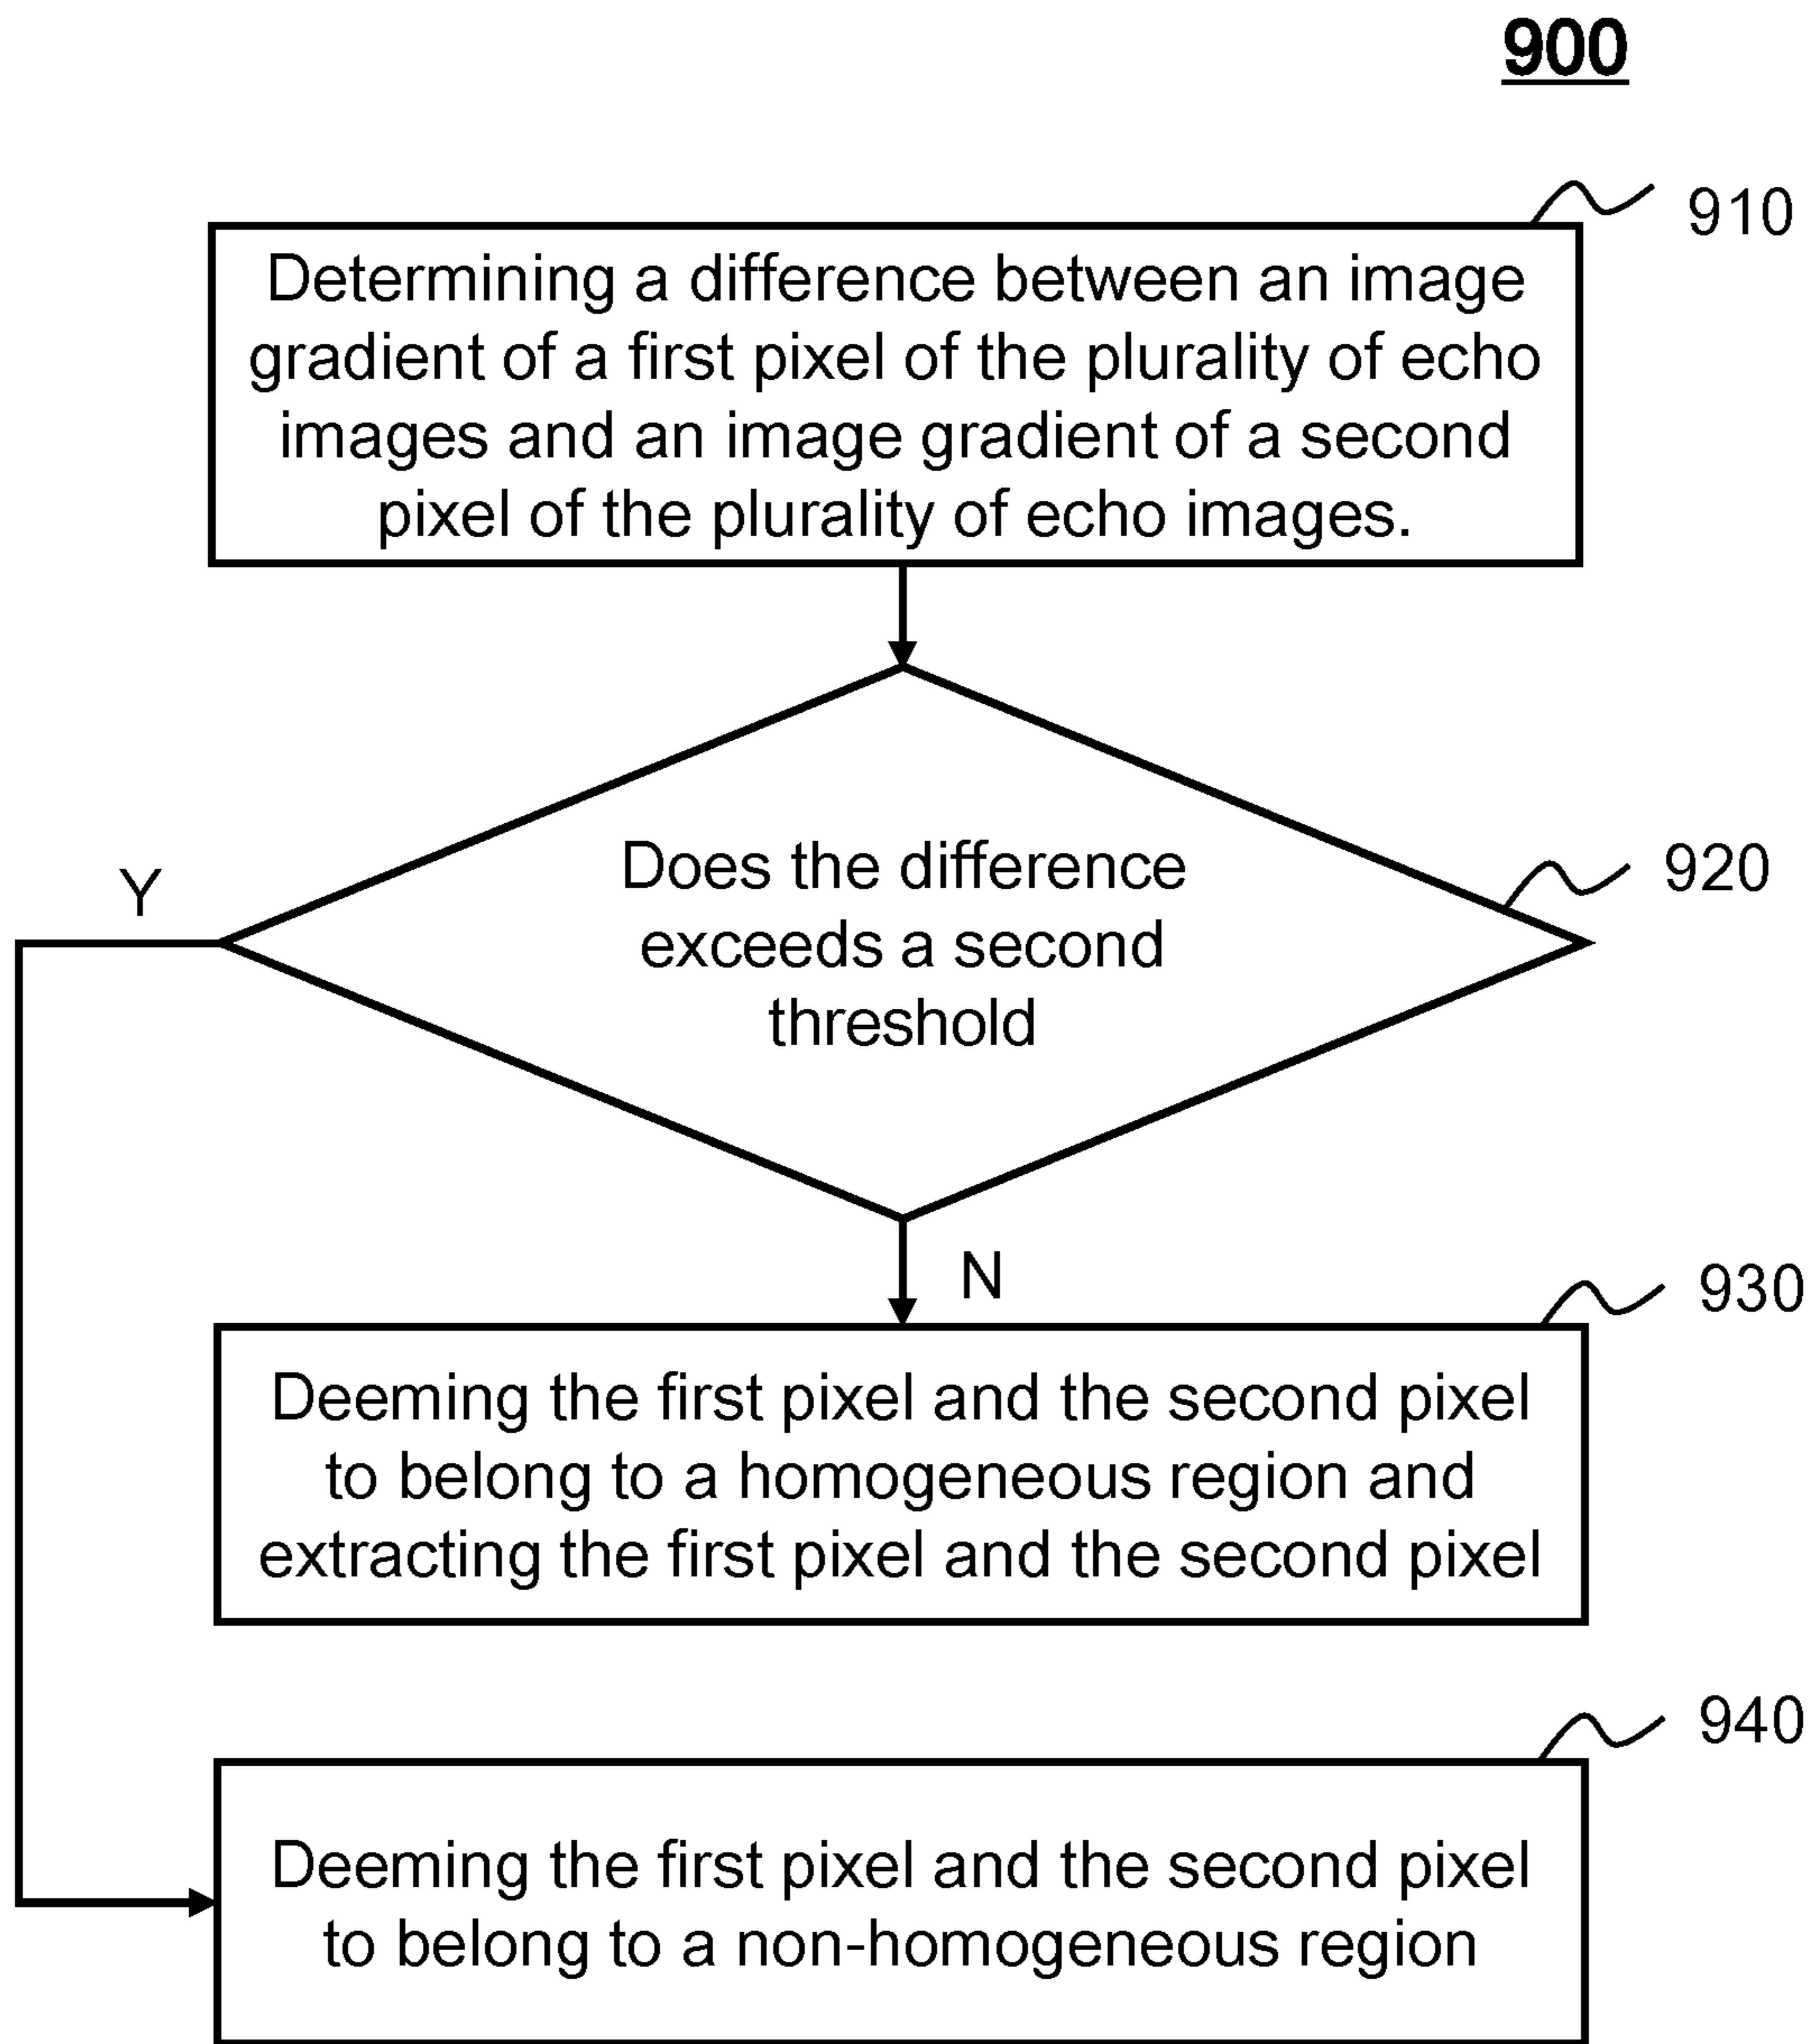 900
910
Determining a difference between an image
gradient of a first pixel of the plurality of echo
images and an image gradient of a second
pixel of the plurality of echo images.
Does the difference
exceeds a second
threshold
920
Y
N
930
Deeming the first pixel and the second pixel
to belong to a homogeneous region and
extracting the first pixel and the second pixel
940
Deeming the first pixel and the second pixel
to belong to a non-homogeneous region